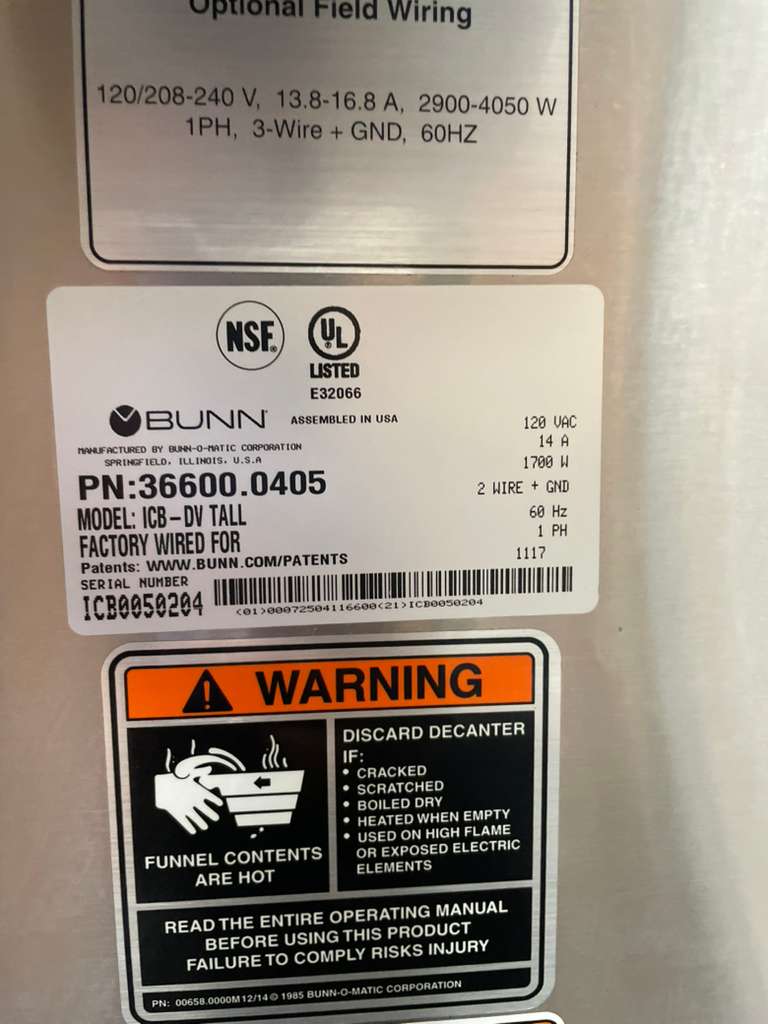 Optional Field Wiring
120/208-240 V, 13.8-16.8 A, 2900-4050 W
1PH, 3-Wire + GND, 60HZ
NSF®
UL®
LISTED
E32066
BUNN® ASSEMBLED IN USA
MANUFACTURED BY BUNN-O-MATIC CORPORATION
SPRINGFIELD, ILLINOIS, U.S.A
PN:36600.0405
MODEL: ICB-DV TALL
FACTORY WIRED FOR
Patents: WWW.BUNN.COM/PATENTS
120 VAC
14 A
1700 W
2 WIRE + GND
60 Hz
1 PH
1117
SERIAL NUMBER
ICB0050204
(01)00072504116600(21)ICB0050204
WARNING
FUNNEL CONTENTS
ARE HOT
DISCARD DECANTER
IF:
• CRACKED
• SCRATCHED
• BOILED DRY
• HEATED WHEN EMPTY
• USED ON HIGH FLAME
OR EXPOSED ELECTRIC
ELEMENTS
READ THE ENTIRE OPERATING MANUAL
BEFORE USING THIS PRODUCT
FAILURE TO COMPLY RISKS INJURY
PN: 00658.0000M 12/14 © 1985 BUNN-O-MATIC CORPORATION